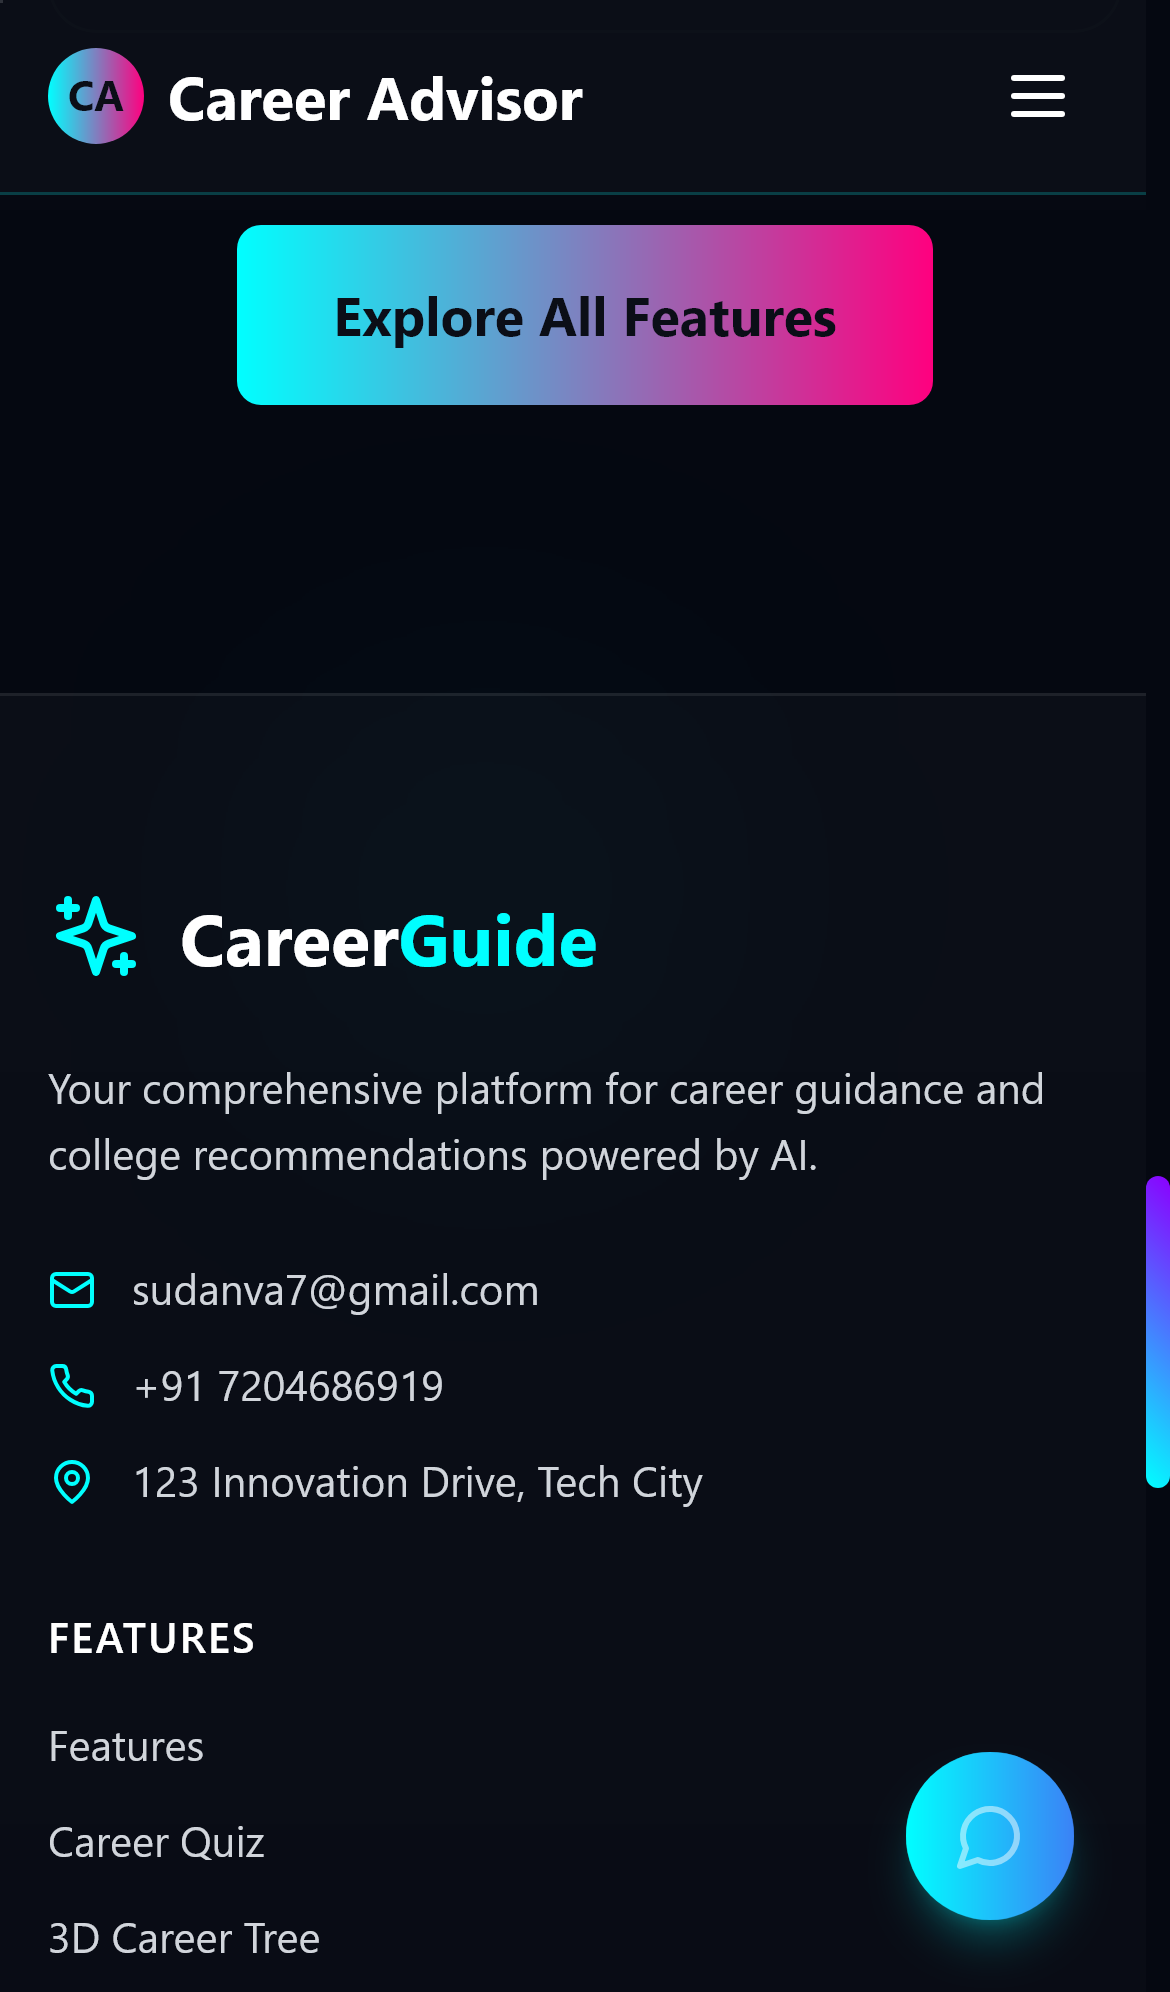 CA Career Advisor
Explore All Features
CareerGuide
Your comprehensive platform for career guidance and
college recommendations powered by AI.
sudanva7@gmail.com
+91 7204686919
123 Innovation Drive, Tech City
FEATURES
Features
Career Quiz
3D Career Tree